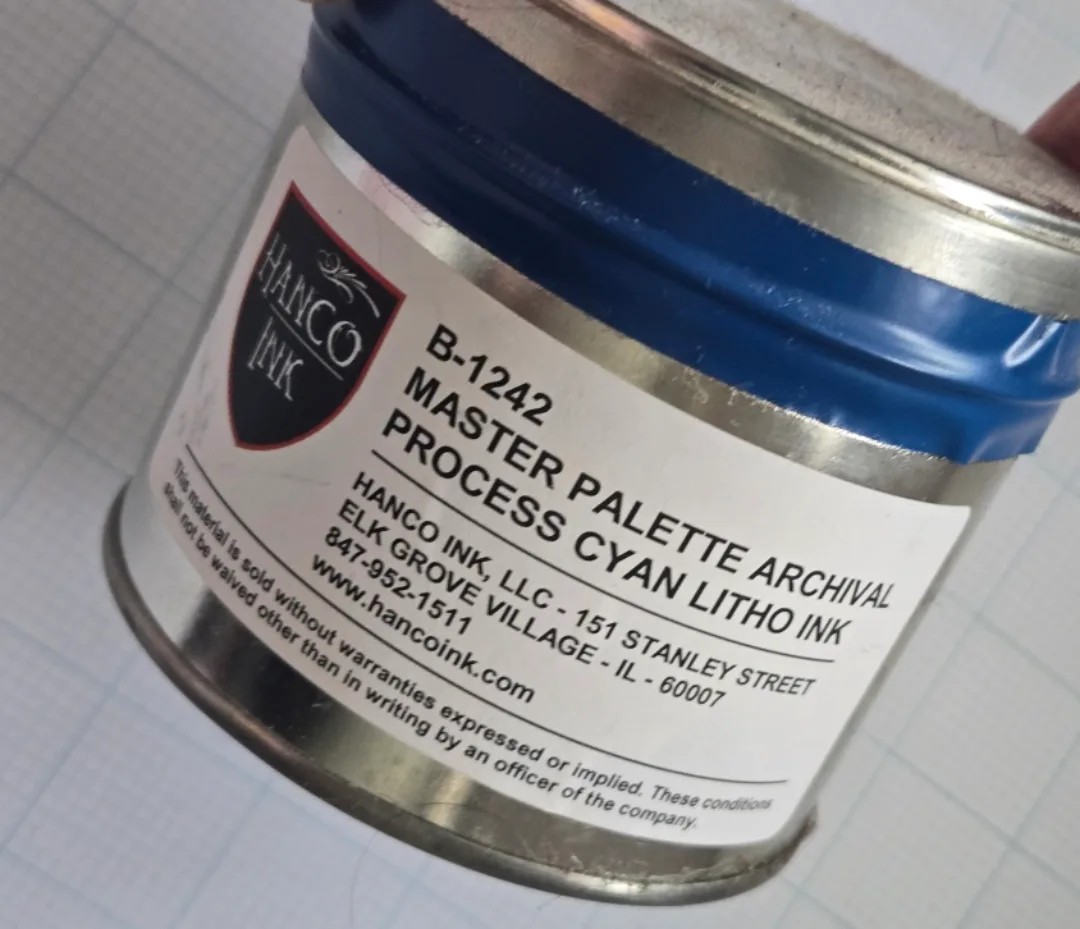 HANCO
INK
B-1242
MASTER PALETTE ARCHIVAL
PROCESS CYAN LITHO INK
HANCO INK, LLC - 151 STANLEY STREET
ELK GROVE VILLAGE - IL - 60007
847-952-1511
www.hancoink.com
This material is sold without warranties expressed or implied. These conditions
shall not be waived other than in writing by an officer of the company.